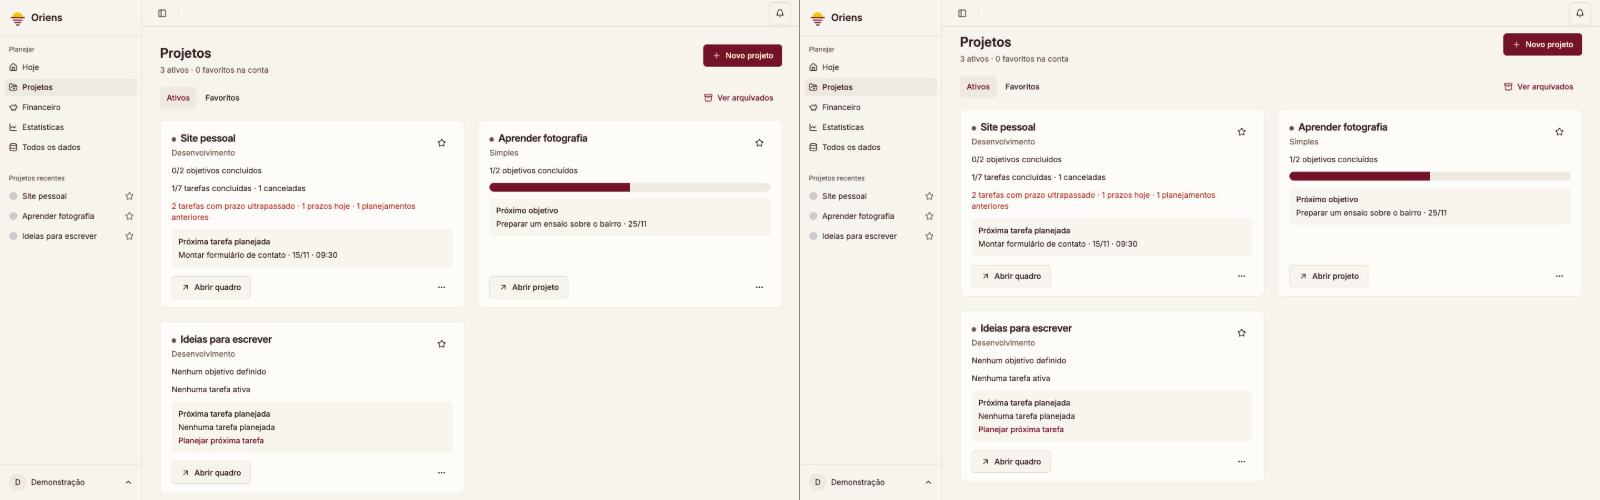 Oriens
Planejar
Hoje
Projetos
Financeiro
Estatísticas
Todos os dados
Projetos recentes
Site pessoal
Aprender fotografia
Ideias para escrever
D Demonstração
Projetos
3 ativos · 0 favoritos na conta
+ Novo projeto
Ativos Favoritos
Ver arquivados
Site pessoal
Desenvolvimento
0/2 objetivos concluídos
1/7 tarefas concluídas · 1 canceladas
2 tarefas com prazo ultrapassado · 1 prazos hoje · 1 planejamentos
anteriores
Próxima tarefa planejada
Montar formulário de contato · 15/11 · 09:30
Abrir quadro
Aprender fotografia
Simples
1/2 objetivos concluídos
Próximo objetivo
Preparar um ensaio sobre o bairro · 25/11
Abrir projeto
Ideias para escrever
Desenvolvimento
Nenhum objetivo definido
Nenhuma tarefa ativa
Próxima tarefa planejada
Nenhuma tarefa planejada
Planejar próxima tarefa
Abrir quadro
Oriens
Planejar
Hoje
Projetos
Financeiro
Estatísticas
Todos os dados
Projetos recentes
Site pessoal
Aprender fotografia
Ideias para escrever
D Demonstração
Projetos
3 ativos · 0 favoritos na conta
+ Novo projeto
Ativos Favoritos
Ver arquivados
Site pessoal
Desenvolvimento
0/2 objetivos concluídos
1/7 tarefas concluídas · 1 canceladas
2 tarefas com prazo ultrapassado · 1 prazos hoje · 1 planejamentos
anteriores
Próxima tarefa planejada
Montar formulário de contato · 15/11 · 09:30
Abrir quadro
Aprender fotografia
Simples
1/2 objetivos concluídos
Próximo objetivo
Preparar um ensaio sobre o bairro · 25/11
Abrir projeto
Ideias para escrever
Desenvolvimento
Nenhum objetivo definido
Nenhuma tarefa ativa
Próxima tarefa planejada
Nenhuma tarefa planejada
Planejar próxima tarefa
Abrir quadro